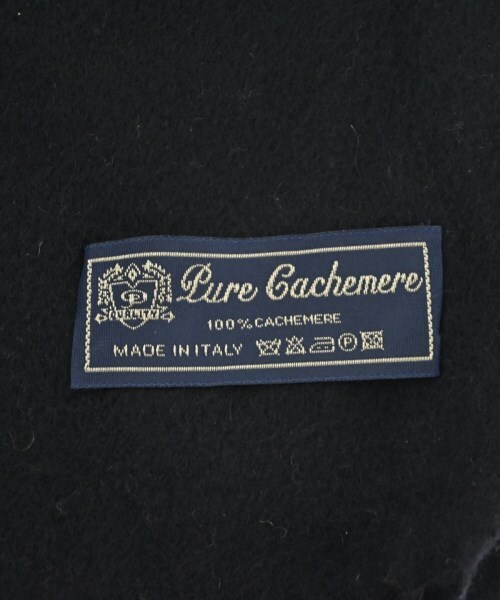 Pure Cachemere
QUALITY
100% CACHEMERE
MADE IN ITALY